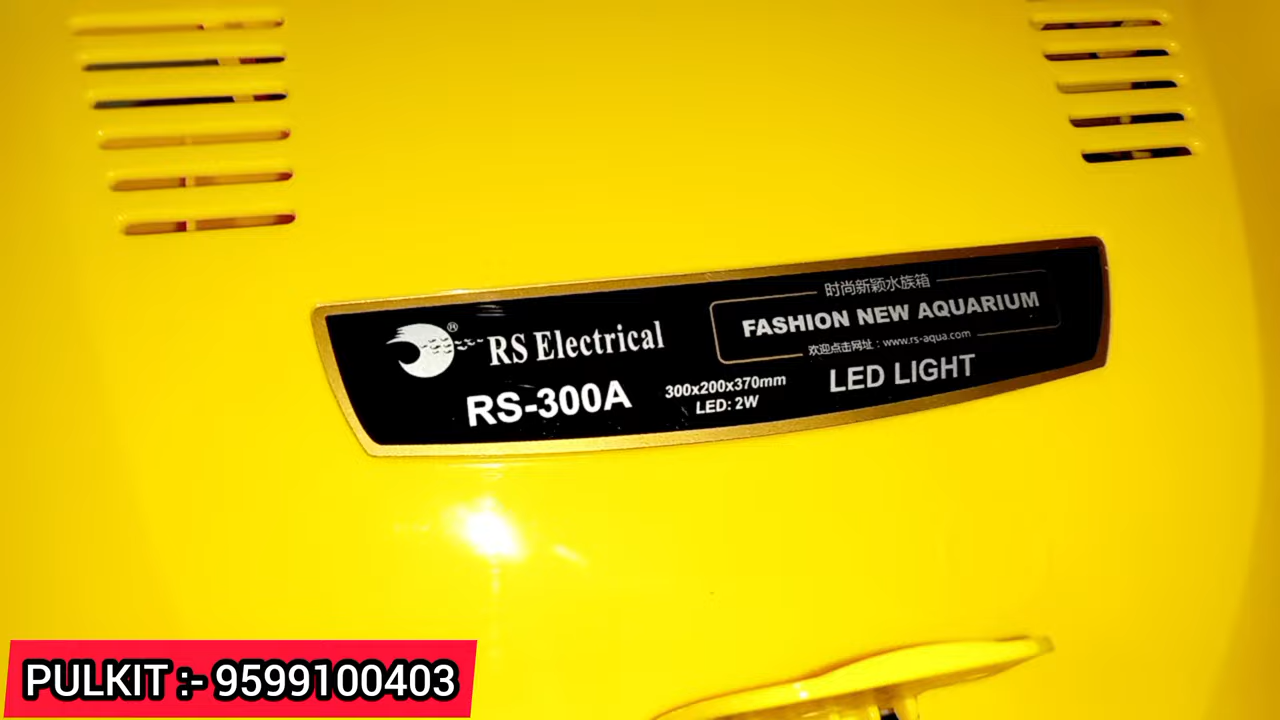 ®
RS Electrical
RS-300A
300x200x370mm
LED: 2W
时尚新颖水族箱
FASHION NEW AQUARIUM
欢迎点击网址：www.rs-aqua.com
LED LIGHT
PULKIT :- 9599100403